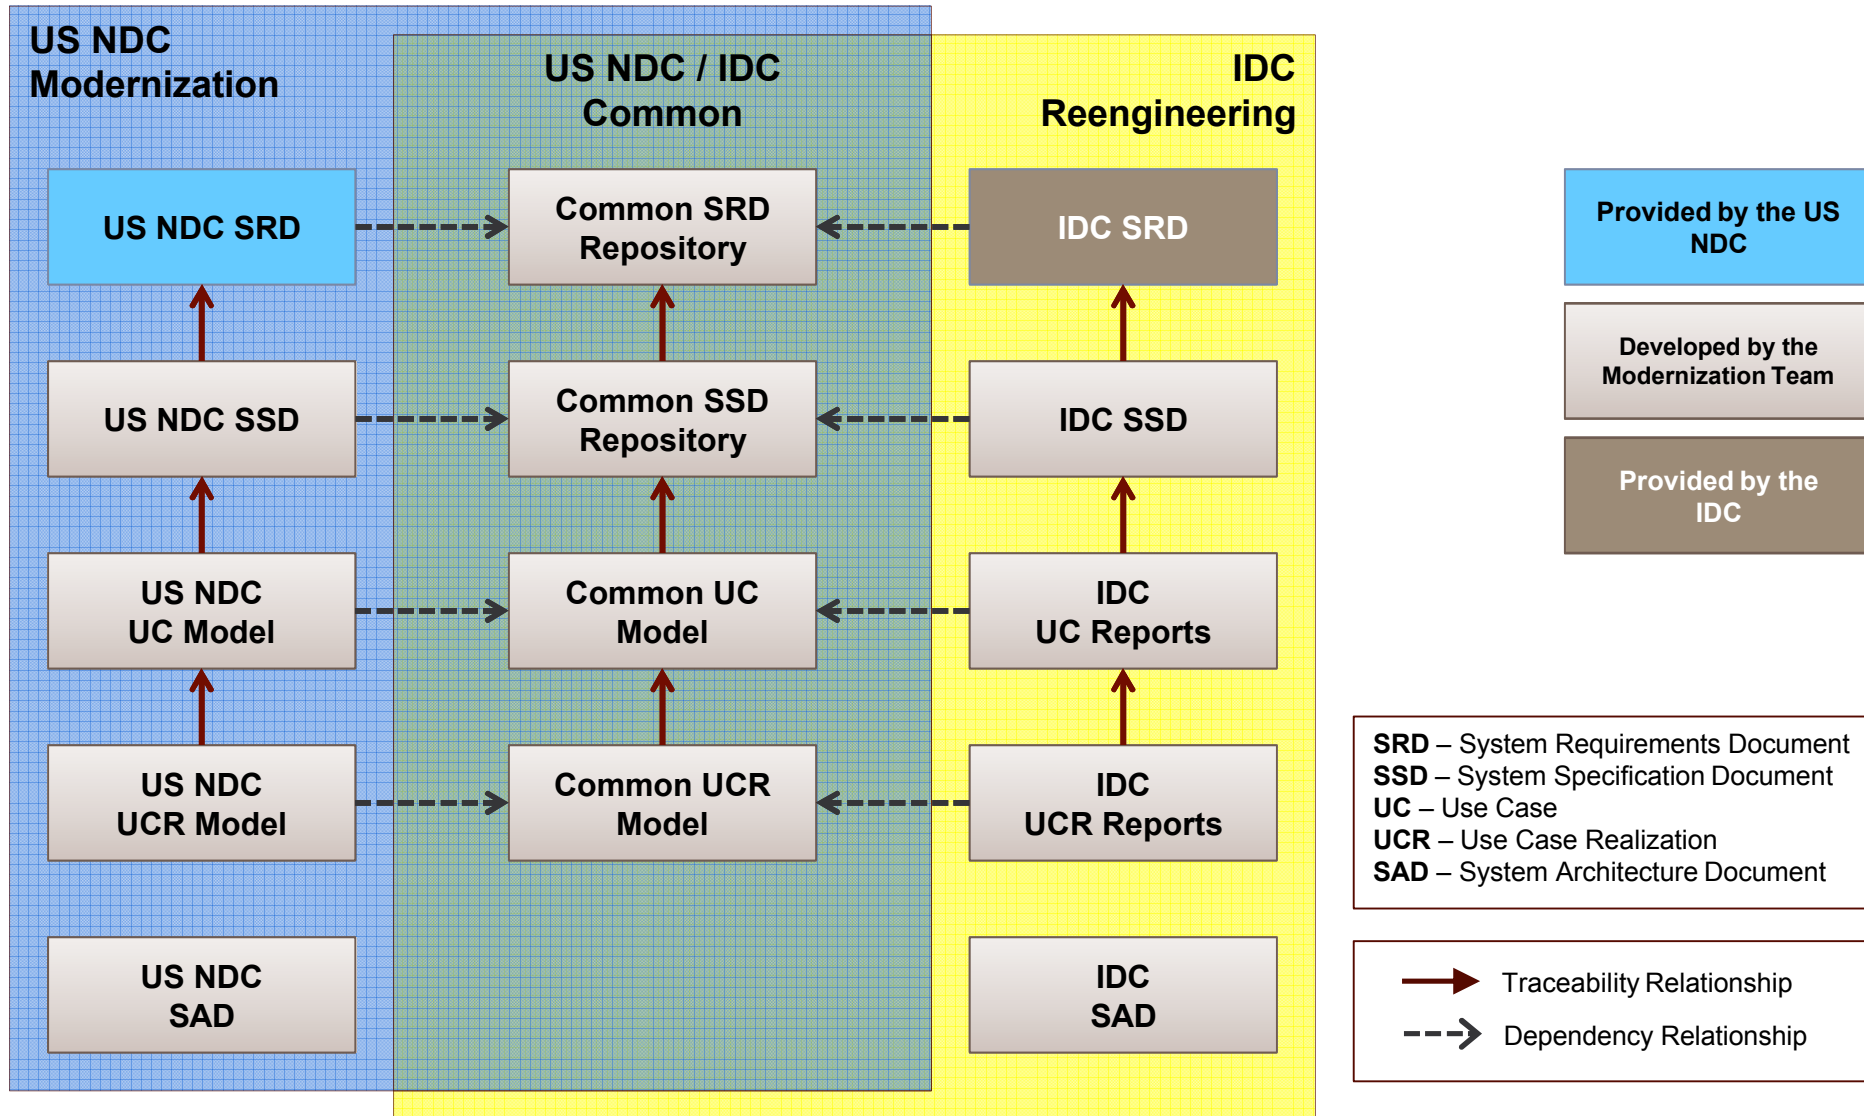 US NDC
Modernization
US NDC / IDC
Common
IDC
Reengineering
US NDC SRD
Common SRD
Repository
IDC SRD
US NDC SSD
Common SSD
Repository
IDC SSD
US NDC
UC Model
Common UC
Model
IDC
UC Reports
US NDC
UCR Model
Common UCR
Model
IDC
UCR Reports
US NDC
SAD
IDC
SAD
Provided by the US
NDC
Developed by the
Modernization Team
Provided by the
IDC
SRD – System Requirements Document
SSD – System Specification Document
UC – Use Case
UCR – Use Case Realization
SAD – System Architecture Document
Traceability Relationship
Dependency Relationship